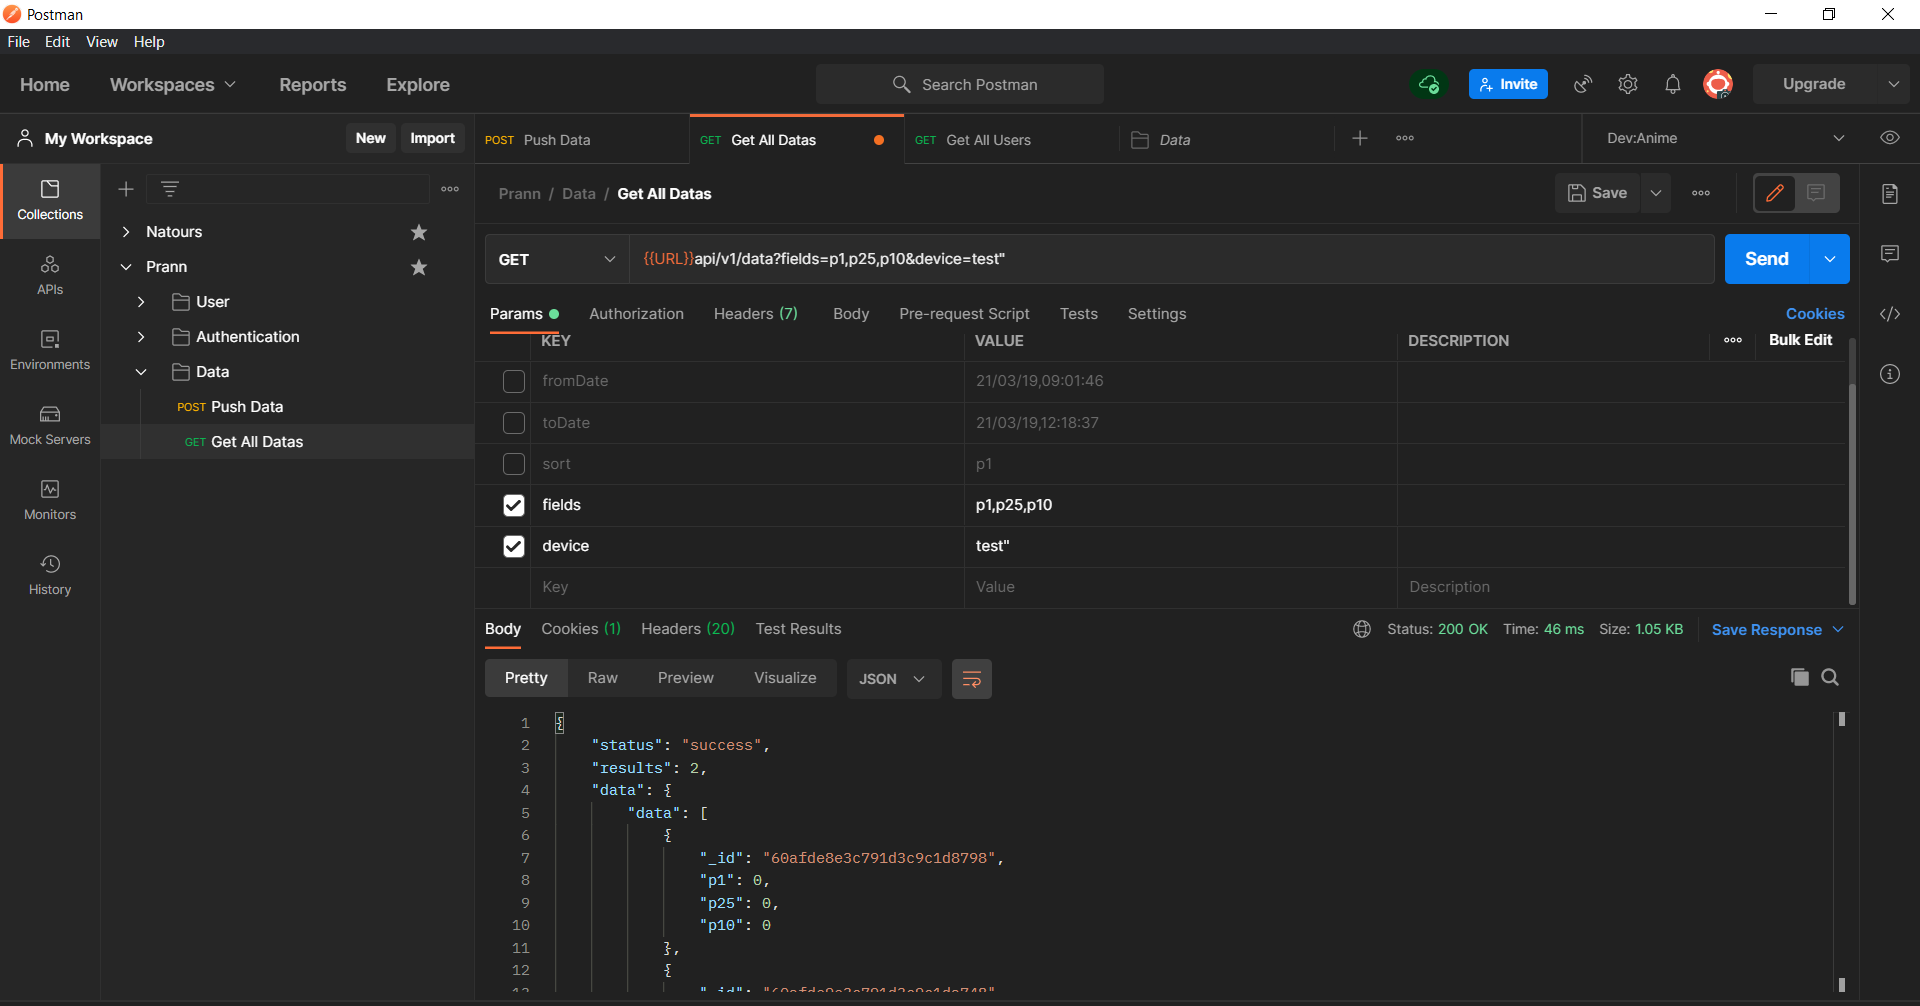 Postman
File Edit View Help
Home Workspaces Reports Explore Search Postman Invite Upgrade
My Workspace New Import POST Push Data GET Get All Datas GET Get All Users Data Dev:Anime
Collections
APIs
Environments
Mock Servers
Monitors
History
Natours
Prann
User
Authentication
Data
POST Push Data
GET Get All Datas
Prann / Data / Get All Datas Save
GET {{URL}}api/v1/data?fields=p1,p25,p10&device=test" Send
Params Authorization Headers (7) Body Pre-request Script Tests Settings Cookies
KEY VALUE DESCRIPTION Bulk Edit
fromDate 21/03/19,09:01:46
toDate 21/03/19,12:18:37
sort p1
fields p1,p25,p10
device test"
Key Value Description
Body Cookies (1) Headers (20) Test Results Status: 200 OK Time: 46 ms Size: 1.05 KB Save Response
Pretty Raw Preview Visualize JSON
1 {
2 "status": "success",
3 "results": 2,
4 "data": {
5 "data": [
6 {
7 "_id": "60afde8e3c791d3c9c1d8798",
8 "p1": 0,
9 "p25": 0,
10 "p10": 0
11 },
12 {